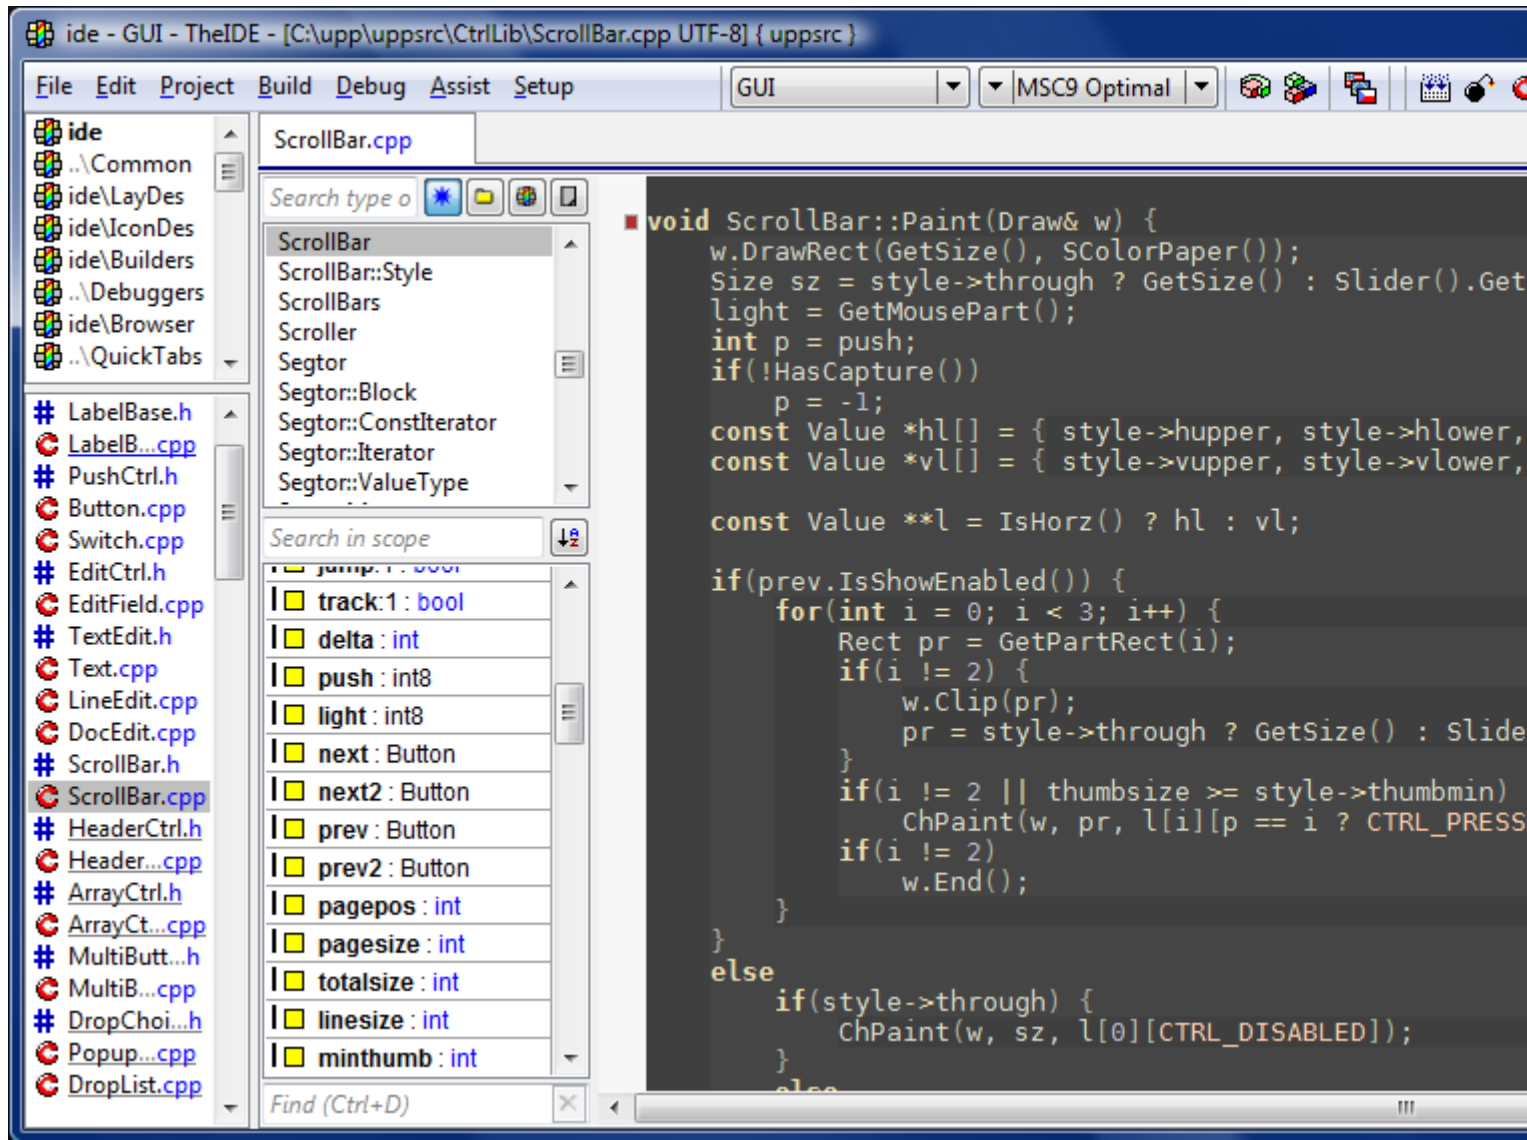 ide - GUI - TheIDE - [C:\upp\uppsrc\CtrlLib\ScrollBar.cpp UTF-8] { uppsrc }
File Edit Project Build Debug Assist Setup
GUI
MSC9 Optimal
ide
..\Common
ide\LayDes
ide\IconDes
ide\Builders
..\Debuggers
ide\Browser
..\QuickTabs
# LabelBase.h
LabelB...cpp
# PushCtrl.h
Button.cpp
Switch.cpp
# EditCtrl.h
EditField.cpp
# TextEdit.h
Text.cpp
LineEdit.cpp
DocEdit.cpp
# ScrollBar.h
ScrollBar.cpp
# HeaderCtrl.h
Header...cpp
# ArrayCtrl.h
ArrayCt...cpp
# MultiButt...h
MultiB...cpp
# DropChoi...h
Popup...cpp
DropList.cpp
ScrollBar.cpp
Search type o
ScrollBar
ScrollBar::Style
ScrollBars
Scroller
Segtor
Segtor::Block
Segtor::ConstIterator
Segtor::Iterator
Segtor::ValueType
Search in scope
jump:1 : bool
track:1 : bool
delta : int
push : int8
light : int8
next : Button
next2 : Button
prev : Button
prev2 : Button
pagepos : int
pagesize : int
totalsize : int
linesize : int
minthumb : int
Find (Ctrl+D)
void ScrollBar::Paint(Draw& w) {
w.DrawRect(GetSize(), SColorPaper());
Size sz = style->through ? GetSize() : Slider().Get
light = GetMousePart();
int p = push;
if(!HasCapture())
p = -1;
const Value *hl[] = { style->hupper, style->hlower,
const Value *vl[] = { style->vupper, style->vlower,
const Value **l = IsHorz() ? hl : vl;
if(prev.IsShowEnabled()) {
for(int i = 0; i < 3; i++) {
Rect pr = GetPartRect(i);
if(i != 2) {
w.Clip(pr);
pr = style->through ? GetSize() : Slide
}
if(i != 2 || thumbsize >= style->thumbmin)
ChPaint(w, pr, l[i][p == i ? CTRL_PRESS
if(i != 2)
w.End();
}
}
else
if(style->through) {
ChPaint(w, sz, l[0][CTRL_DISABLED]);
}
else